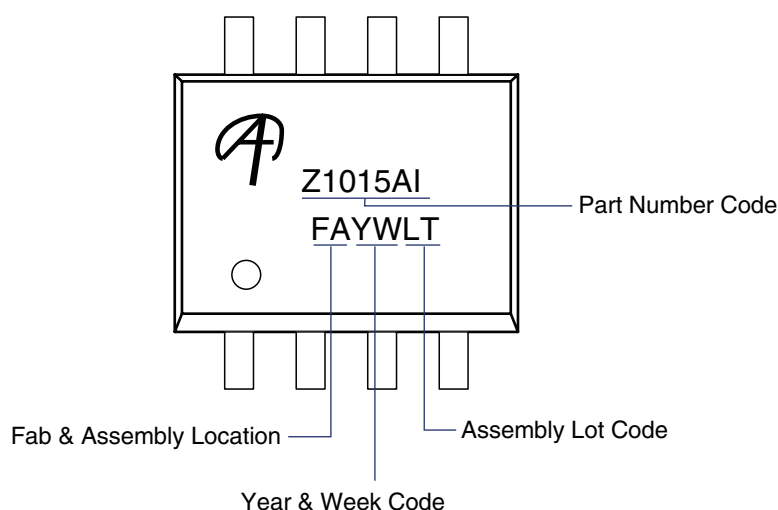 Z1015AI
Part Number Code
FAYWLT
Fab & Assembly Location
Assembly Lot Code
Year & Week Code